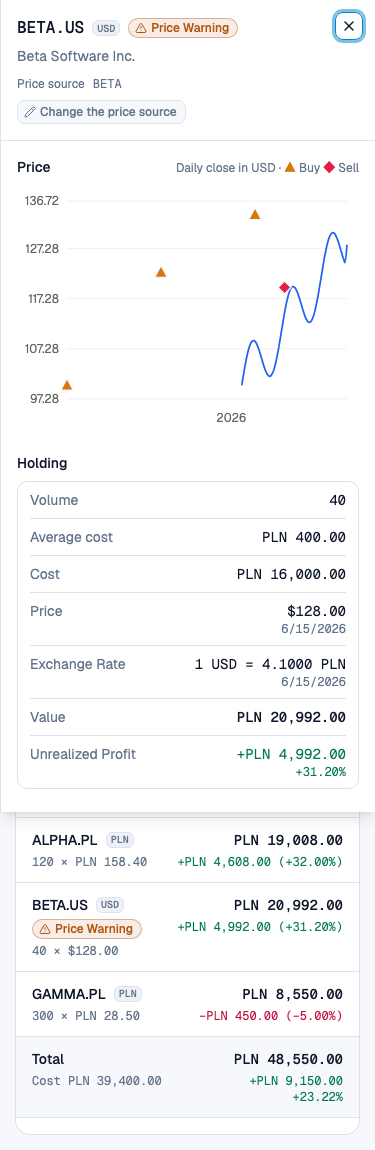 BETA.US USD Price Warning
Beta Software Inc.
Price source BETA
Change the price source
Price Daily close in USD · Buy Sell
136.72
127.28
117.28
107.28
97.28
2026
Holding
Volume 40
Average cost PLN 400.00
Cost PLN 16,000.00
Price $128.00
6/15/2026
Exchange Rate 1 USD = 4.1000 PLN
6/15/2026
Value PLN 20,992.00
Unrealized Profit +PLN 4,992.00
+31.20%
ALPHA.PL PLN PLN 19,008.00
120 × PLN 158.40 +PLN 4,608.00 (+32.00%)
BETA.US USD PLN 20,992.00
Price Warning +PLN 4,992.00 (+31.20%)
40 × $128.00
GAMMA.PL PLN PLN 8,550.00
300 × PLN 28.50 −PLN 450.00 (−5.00%)
Total PLN 48,550.00
Cost PLN 39,400.00 +PLN 9,150.00
+23.22%